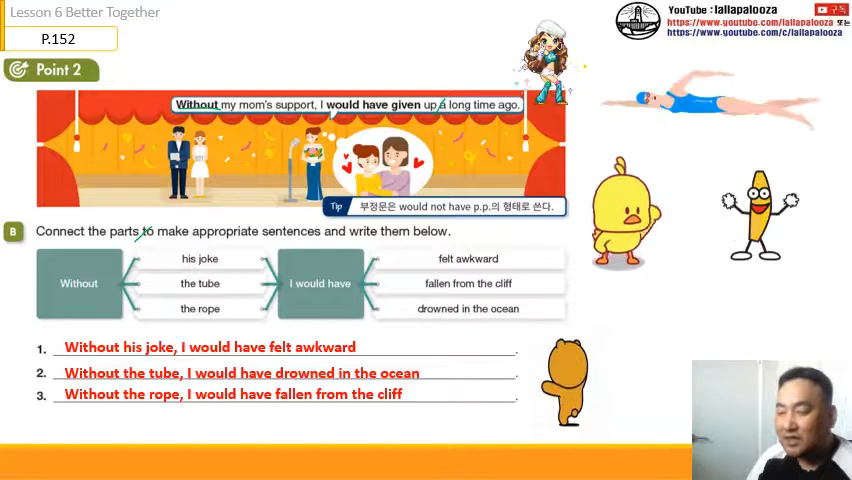 Lesson 6 Better Together
P.152
YouTube : lallapalooza
구독
https://www.youtube.com/lallapalooza 또는
https://www.youtube.com/c/lallapalooza
Point 2
Without my mom's support, I would have given up a long time ago.
Tip 부정문은 would not have p.p.의 형태로 쓴다.
B Connect the parts to make appropriate sentences and write them below.
his joke felt awkward
Without the tube I would have fallen from the cliff
the rope drowned in the ocean
1. Without his joke, I would have felt awkward .
2. Without the tube, I would have drowned in the ocean .
3. Without the rope, I would have fallen from the cliff .